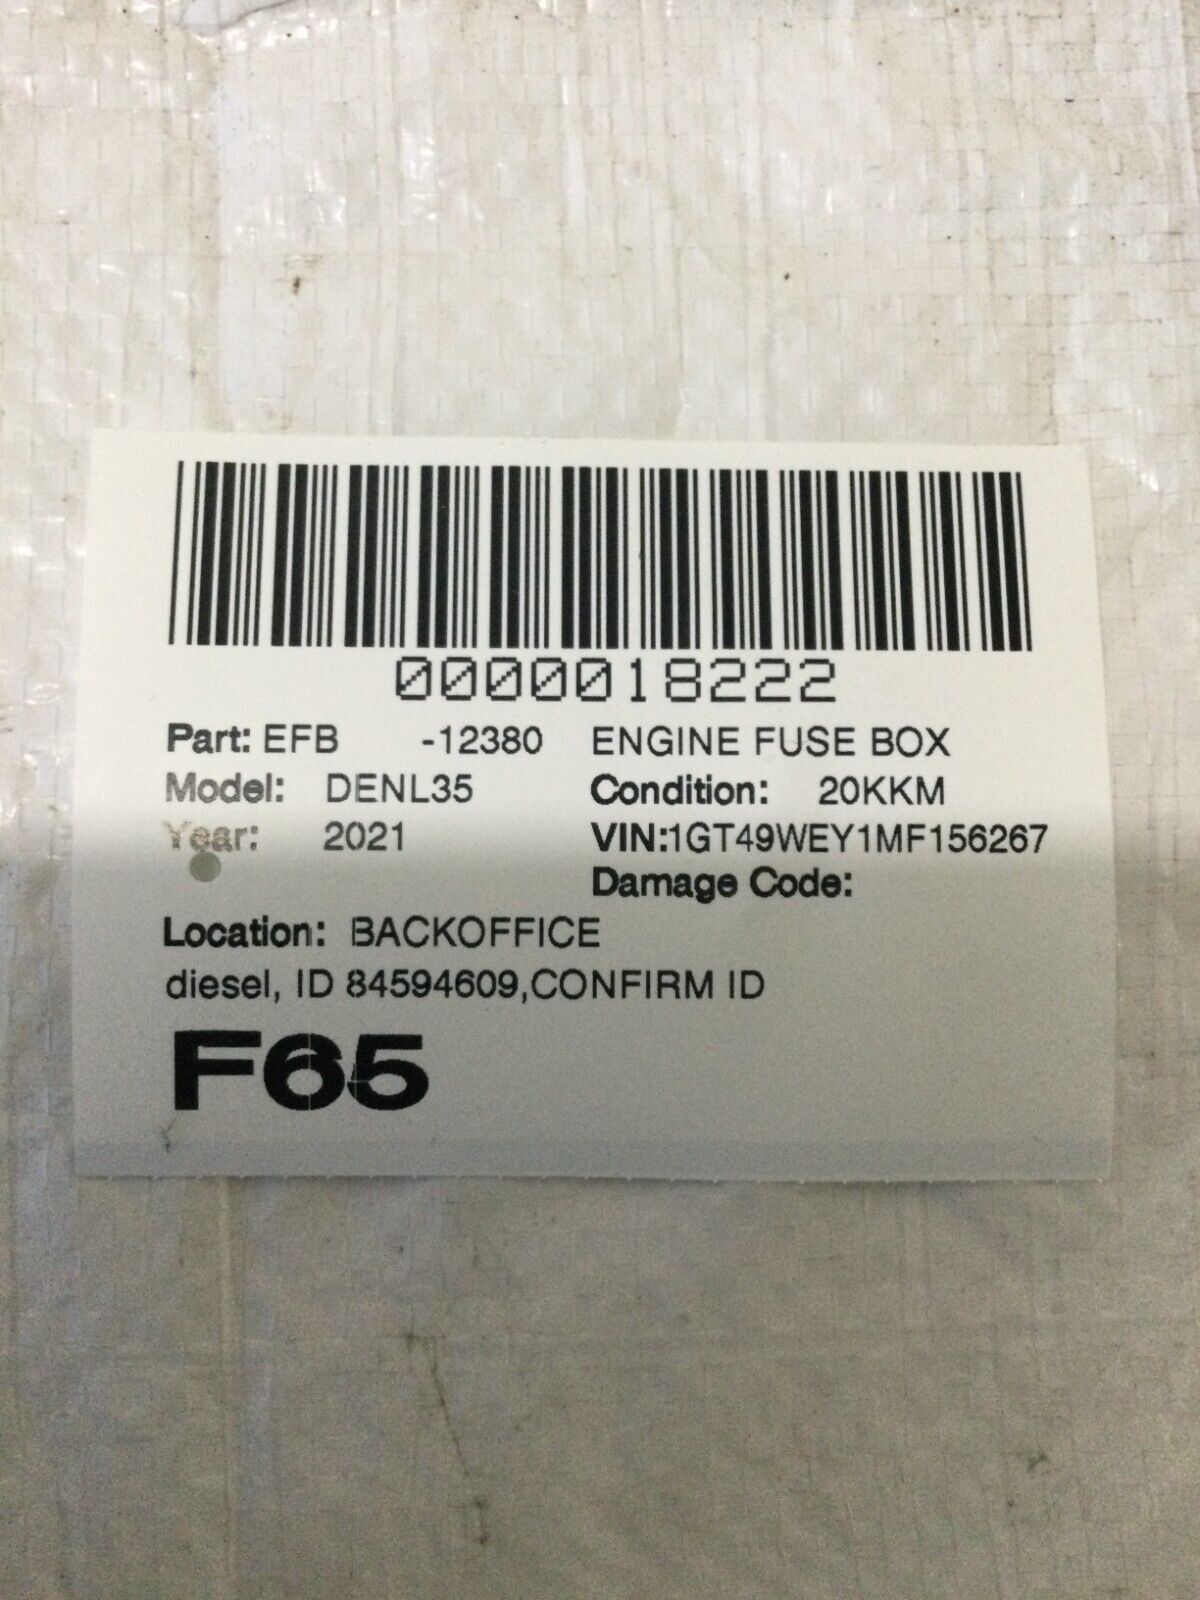 0000018222
Part: EFB -12380 ENGINE FUSE BOX
Model: DENL35 Condition: 20KKM
Year: 2021 VIN:1GT49WEY1MF156267
Damage Code:
Location: BACKOFFICE
diesel, ID 84594609,CONFIRM ID
F65